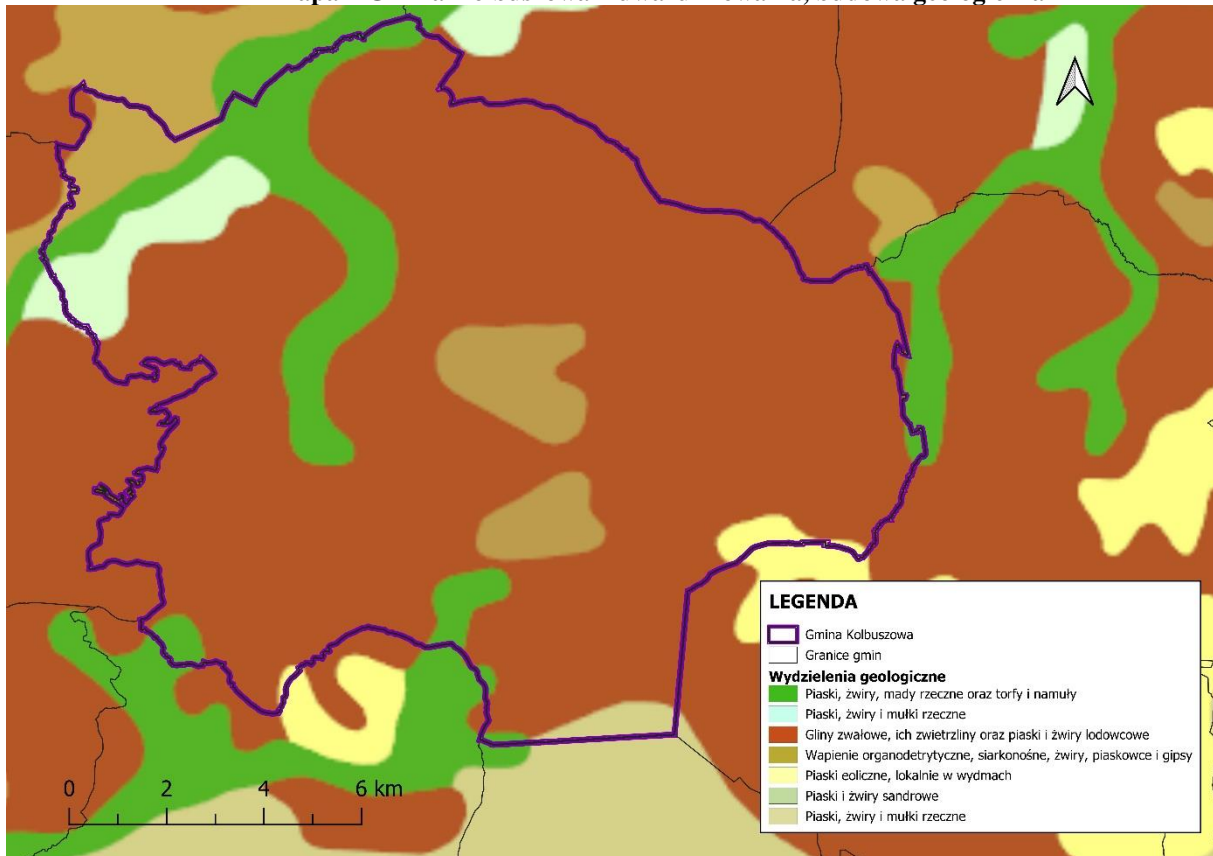 LEGENDA
Gmina Kolbuszowa
Granice gmin
Wydzielenia geologiczne
Piaski, żwiry, mady rzeczne oraz torfy i namuły
Piaski, żwiry i mułki rzeczne
Gliny zwałowe, ich zwietrzliny oraz piaski i żwiry lodowcowe
Wapienie organodetrytyczne, siarkonośne, żwiry, piaskowce i gipsy
Piaski eoliczne, lokalnie w wydmach
Piaski i żwiry sandrowe
Piaski, żwiry i mułki rzeczne
0 2 4 6 km